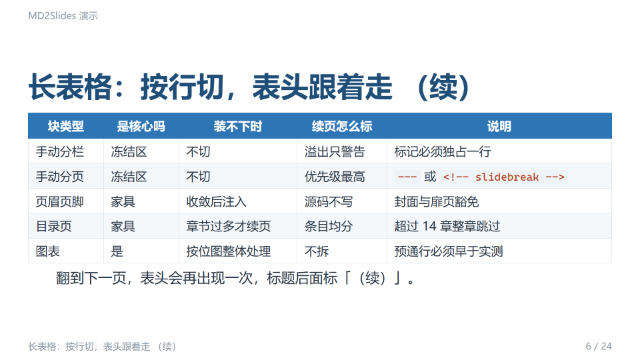 MD2Slides 演示
长表格：按行切，表头跟着走 （续）
块类型 是核心吗 装不下时 续页怎么标 说明
手动分栏 冻结区 不切 溢出只警告 标记必须独占一行
手动分页 冻结区 不切 优先级最高 --- 或 <!-- slidebreak -->
页眉页脚 家具 收敛后注入 源码不写 封面与扉页豁免
目录页 家具 章节过多才续页 条目均分 超过 14 章整章跳过
图表 是 按位图整体处理 不拆 预通行必须早于实测
翻到下一页，表头会再出现一次，标题后面标「（续）」。
长表格：按行切，表头跟着走 （续）
6 / 24